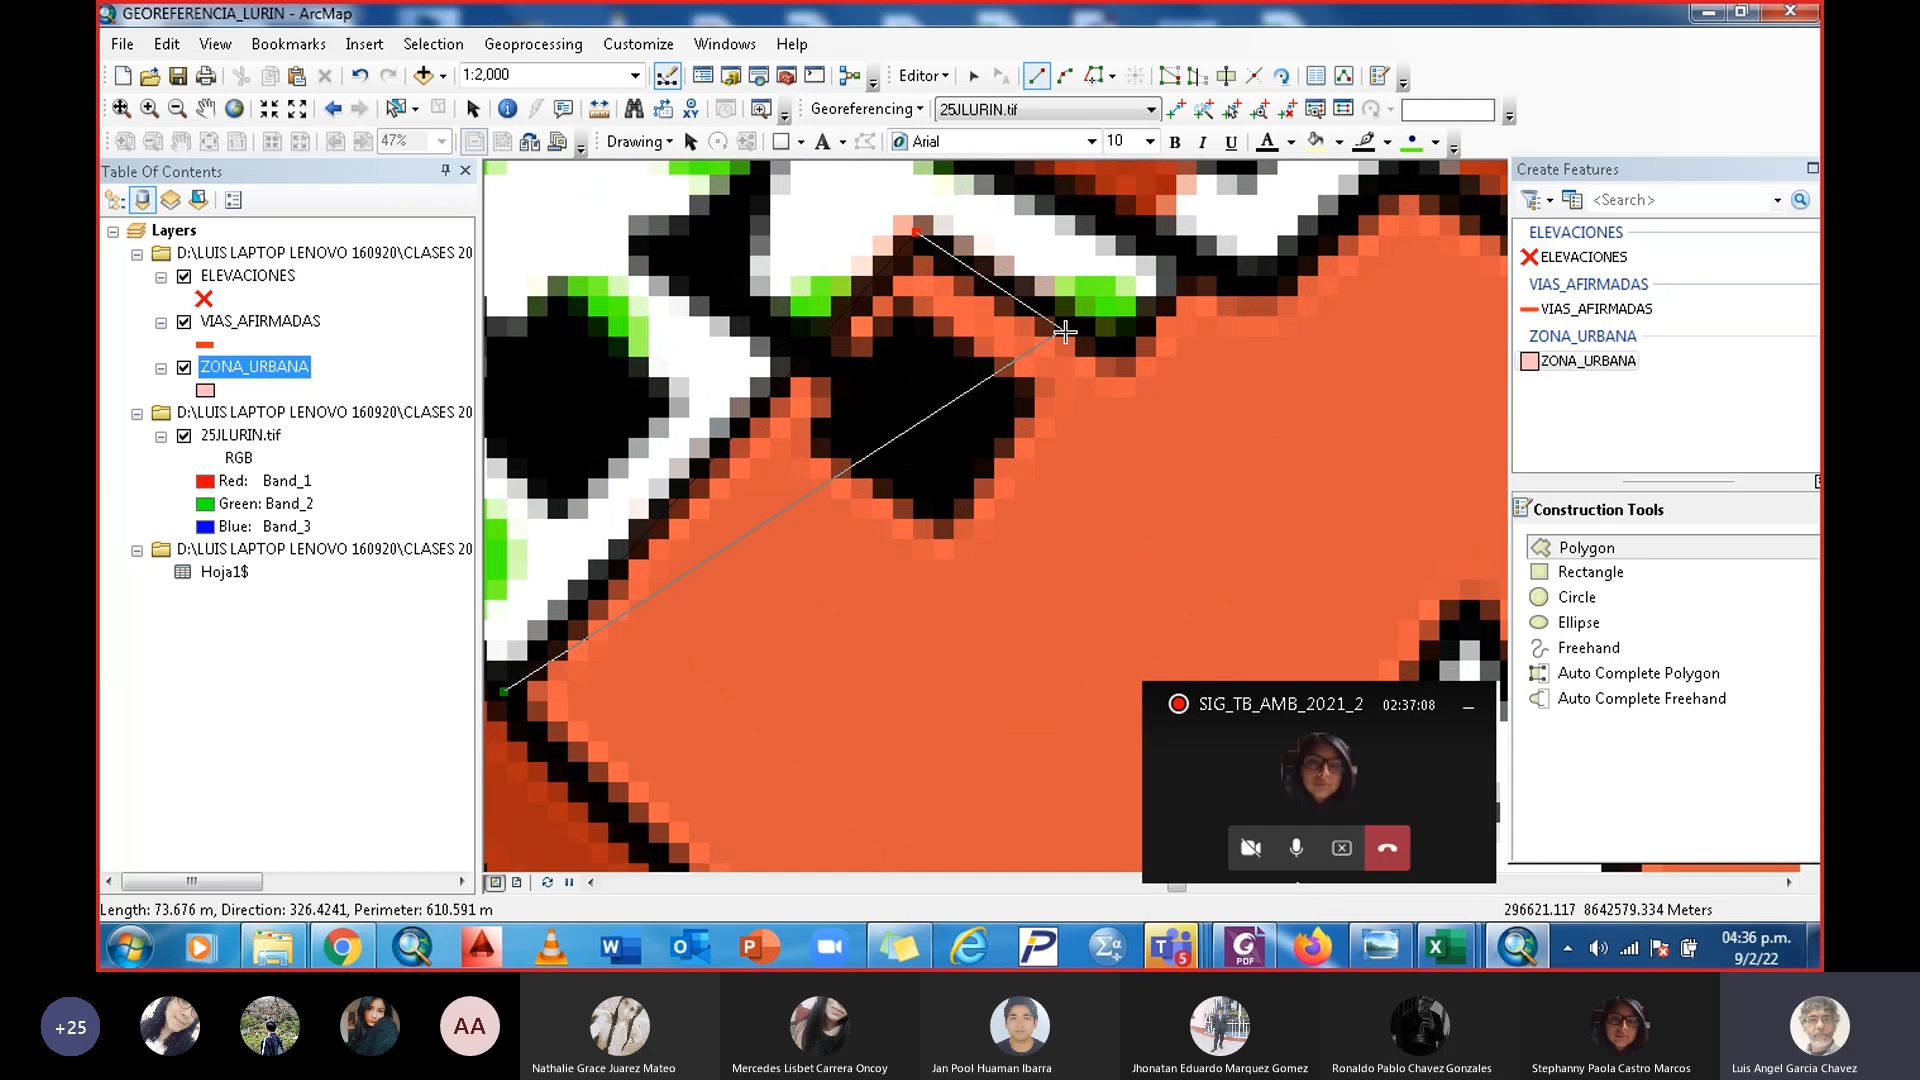 GEOREFERENCIA_LURIN - ArcMap
File Edit View Bookmarks Insert Selection Geoprocessing Customize Windows Help
1:2,000 Editor
Georeferencing 25JLURIN.tif
47% Drawing A Arial 10 B I U A
Table Of Contents
Layers
D:\LUIS LAPTOP LENOVO 160920\CLASES 20
ELEVACIONES
VIAS_AFIRMADAS
ZONA_URBANA
D:\LUIS LAPTOP LENOVO 160920\CLASES 20
25JLURIN.tif
RGB
Red: Band_1
Green: Band_2
Blue: Band_3
D:\LUIS LAPTOP LENOVO 160920\CLASES 20
Hoja1$
Create Features
<Search>
ELEVACIONES
ELEVACIONES
VIAS_AFIRMADAS
VIAS_AFIRMADAS
ZONA_URBANA
ZONA_URBANA
Construction Tools
Polygon
Rectangle
Circle
Ellipse
Freehand
Auto Complete Polygon
Auto Complete Freehand
SIG_TB_AMB_2021_2 02:37:08
Length: 73.676 m, Direction: 326.4241, Perimeter: 610.591 m
296621.117 8642579.334 Meters
04:36 p.m.
9/2/22
+25
AA
Nathalie Grace Juarez Mateo
Mercedes Lisbet Carrera Oncoy
Jan Pool Huaman Ibarra
Jhonatan Eduardo Marquez Gomez
Ronaldo Pablo Chavez Gonzales
Stephanny Paola Castro Marcos
Luis Angel Garcia Chavez